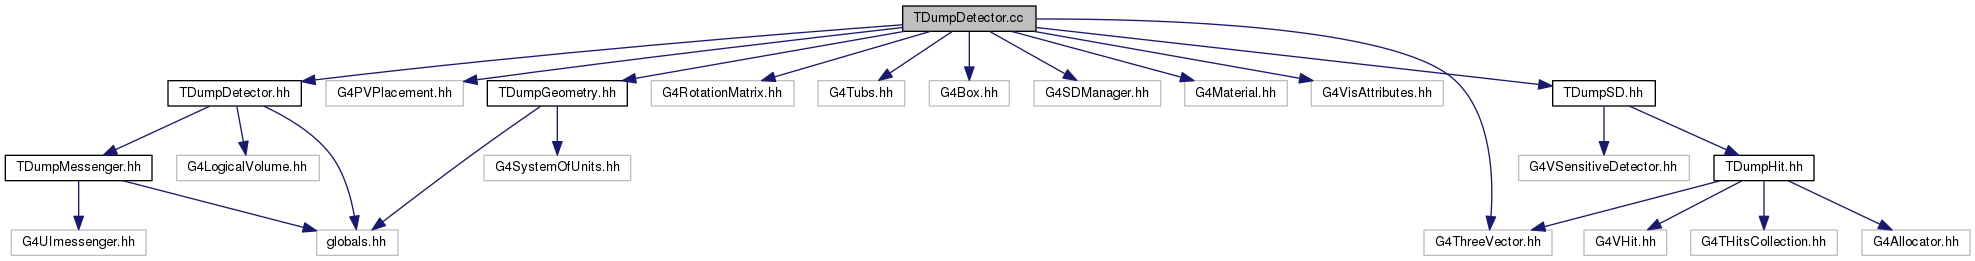 TDumpDetector.cc
TDumpDetector.hh
G4PVPlacement.hh
TDumpGeometry.hh
G4RotationMatrix.hh
G4Tubs.hh
G4Box.hh
G4SDManager.hh
G4Material.hh
G4VisAttributes.hh
TDumpSD.hh
TDumpMessenger.hh
G4LogicalVolume.hh
G4SystemOfUnits.hh
G4VSensitiveDetector.hh
TDumpHit.hh
G4UImessenger.hh
globals.hh
G4ThreeVector.hh
G4VHit.hh
G4THitsCollection.hh
G4Allocator.hh